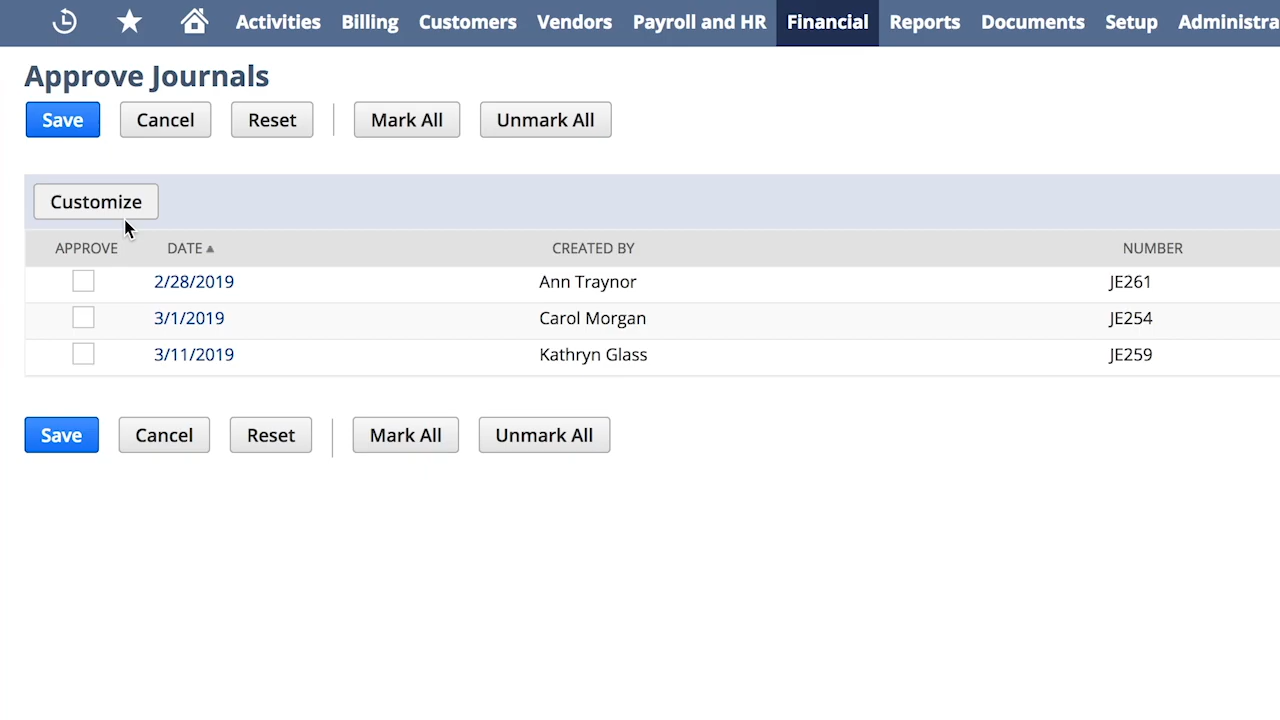 Activities Billing Customers Vendors Payroll and HR Financial Reports Documents Setup Administra
Approve Journals
Save Cancel Reset Mark All Unmark All
Customize
APPROVE DATE CREATED BY NUMBER
2/28/2019 Ann Traynor JE261
3/1/2019 Carol Morgan JE254
3/11/2019 Kathryn Glass JE259
Save Cancel Reset Mark All Unmark All